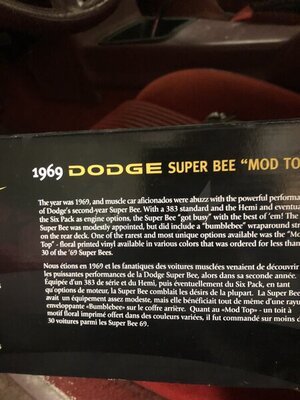 1969 DODGE SUPER BEE "MOD TO
The year was 1969, and muscle car aficionados were abuzz with the powerful performa
of Dodge's second-year Super Bee. With a 383 standard and the Hemi and eventua
the Six Pack as engine options, the Super Bee "got busy" with the best of 'em! The
Super Bee was modestly appointed, but did include a "bumblebee" wraparound str
on the rear deck. One of the rarest and most unique options available was the "Mo
Top" - floral printed vinyl available in various colors that was ordered for less than
30 of the '69 Super Bees.
Nous étions en 1969 et les fanatiques des voitures musclées venaient de découvrir
les puissantes performances de la Dodge Super Bee, alors dans sa seconde année.
Équipée d'un 383 de série et du Hemi, puis éventuellement du Six Pack, en tant
qu'options de moteur, la Super Bee comblait les désirs de la plupart. La Super Bee
avait un équipement assez modeste, mais elle bénéficiait tout de même d'une rayu
enveloppante «Bumblebee» sur le coffre arrière. Quant au «Mod Top» - un toit à
motif floral imprimé offert dans des couleurs variées, il fut commandé sur moins d
30 voitures parmi les Super Bee 69.